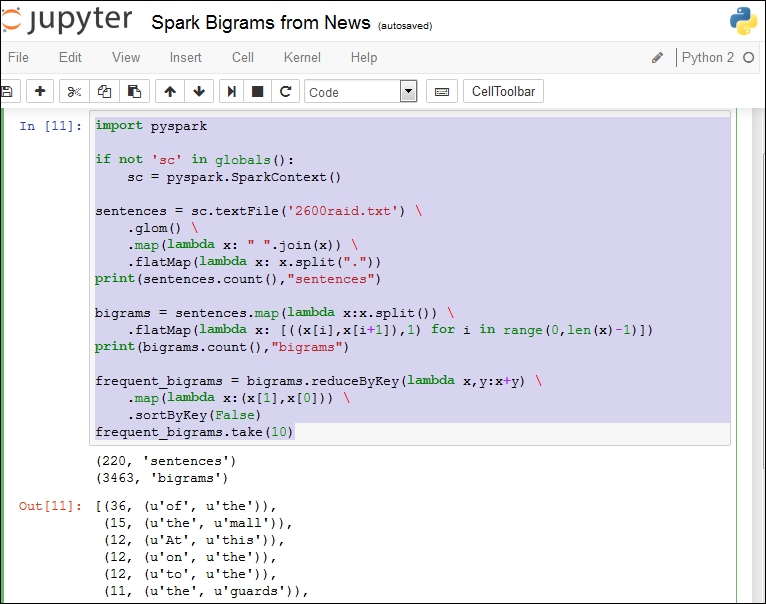 jupyter Spark Bigrams from News (autosaved)
File Edit View Insert Cell Kernel Help Python 2
Code CellToolbar
In [11]: import pyspark

if not 'sc' in globals():
    sc = pyspark.SparkContext()

sentences = sc.textFile('2600raid.txt') \
    .glom() \
    .map(lambda x: " ".join(x)) \
    .flatMap(lambda x: x.split("."))
print(sentences.count(),"sentences")

bigrams = sentences.map(lambda x:x.split()) \
    .flatMap(lambda x: [((x[i],x[i+1]),1) for i in range(0,len(x)-1)])
print(bigrams.count(),"bigrams")

frequent_bigrams = bigrams.reduceByKey(lambda x,y:x+y) \
    .map(lambda x:(x[1],x[0])) \
    .sortByKey(False)
frequent_bigrams.take(10)
(220, 'sentences')
(3463, 'bigrams')
Out[11]: [(36, (u'of', u'the')),
(15, (u'the', u'mall')),
(12, (u'At', u'this')),
(12, (u'on', u'the')),
(12, (u'to', u'the')),
(11, (u'the', u'guards')),